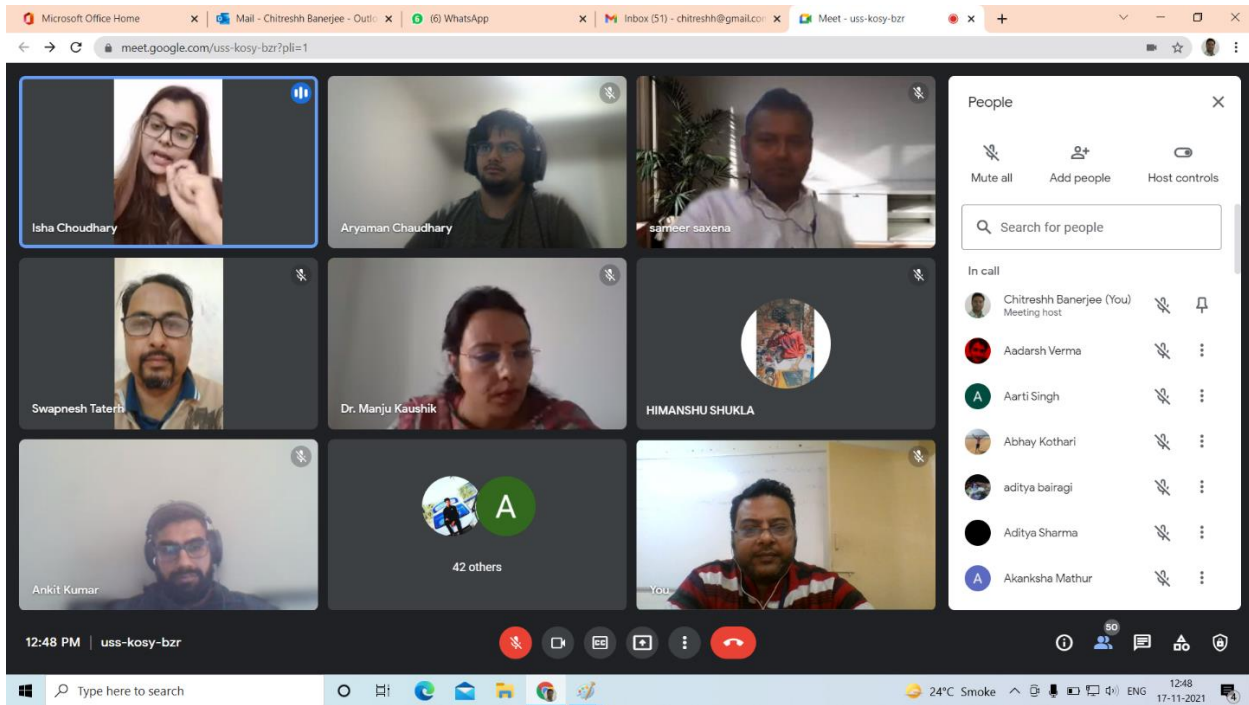 Microsoft Office Home
Mail - Chitreshh Banerjee - Outlo
(6) WhatsApp
Inbox (51) - chitreshh@gmail.com
Meet - uss-kosy-bzr
meet.google.com/uss-kosy-bzr?pli=1
Isha Choudhary
Aryaman Chaudhary
sameer saxena
Swapnesh Taterh
Dr. Manju Kaushik
HIMANSHU SHUKLA
Ankit Kumar
A
42 others
You
People
Mute all
Add people
Host controls
Search for people
In call
Chitreshh Banerjee (You)
Meeting host
Aadarsh Verma
A
Aarti Singh
Abhay Kothari
aditya bairagi
Aditya Sharma
A
Akanksha Mathur
12:48 PM | uss-kosy-bzr
CC
50
Type here to search
24°C Smoke
ENG
12:48
17-11-2021
4